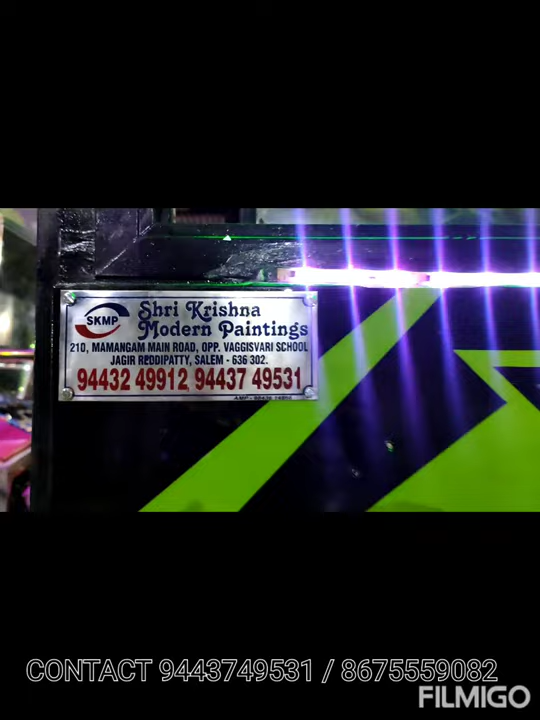 SKMP
Shri Krishna
Modern Paintings
210, MAMANGAM MAIN ROAD, OPP. VAGGISVARI SCHOOL
JAGIR REDDIPATTY, SALEM - 636 302.
94432 49912 94437 49531
CONTACT 9443749531 / 8675559082
FILMIGO